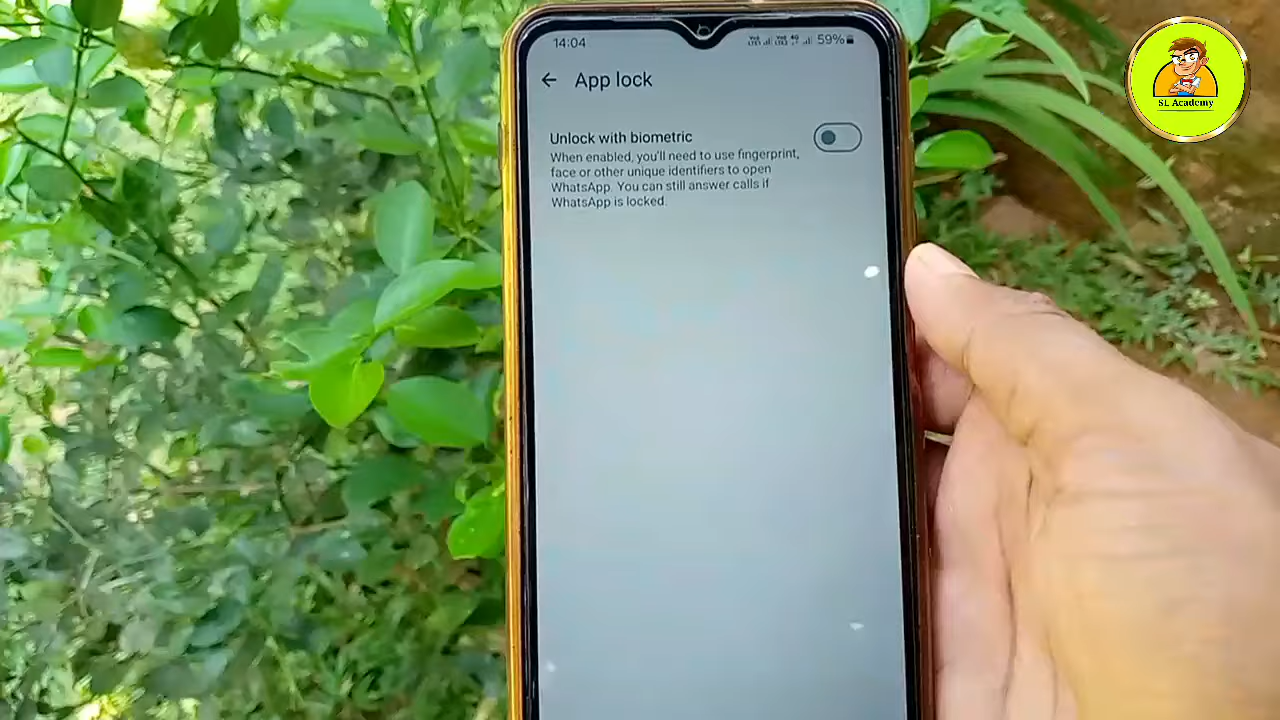 14:04
59%
App lock
Unlock with biometric
When enabled, you'll need to use fingerprint,
face or other unique identifiers to open
WhatsApp. You can still answer calls if
WhatsApp is locked.
SL Academy